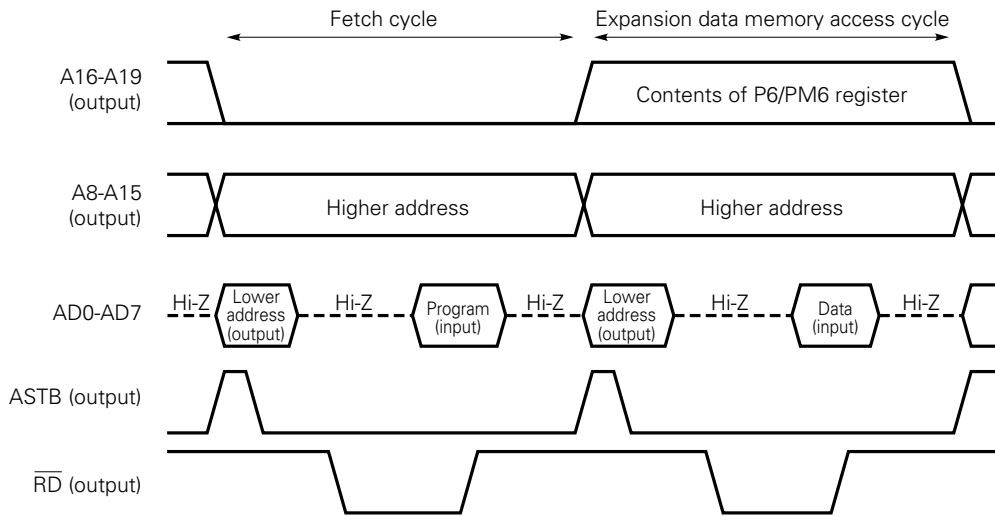 Fetch cycle
Expansion data memory access cycle
A16-A19
(output)
Contents of P6/PM6 register
A8-A15
(output)
Higher address
Higher address
AD0-AD7
Hi-Z
Lower
address
(output)
Hi-Z
Program
(input)
Hi-Z
Lower
address
(output)
Hi-Z
Data
(input)
Hi-Z
ASTB (output)
RD (output)